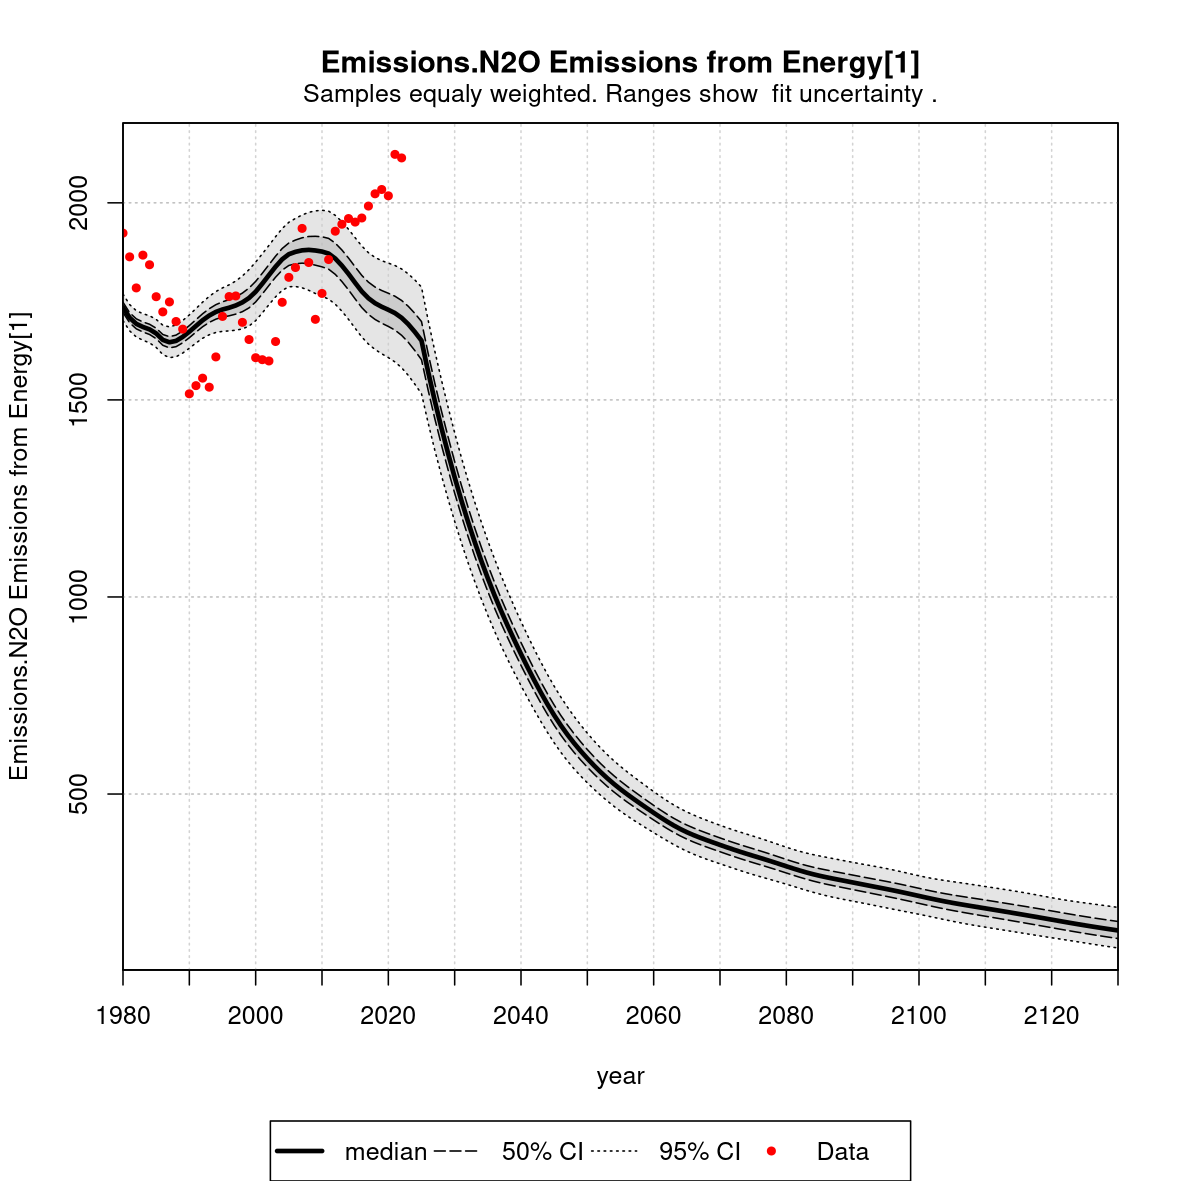 Emissions.N2O Emissions from Energy[1]
Samples equaly weighted. Ranges show  fit uncertainty .
Emissions.N2O Emissions from Energy[1]
2000
1500
1000
500
1980 2000 2020 2040 2060 2080 2100 2120
year
median 50% CI 95% CI Data